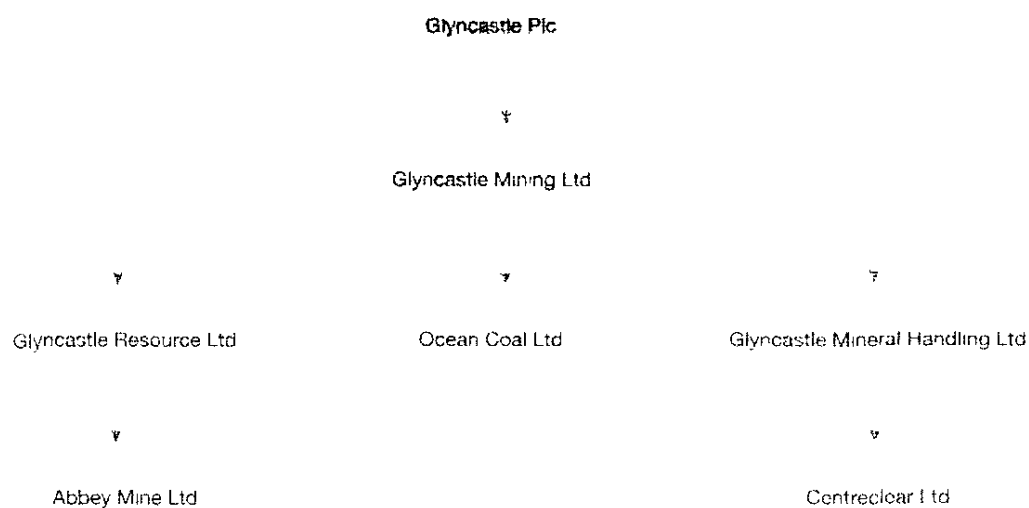 Glyncastle Plc
Glyncastle Mining Ltd
Glyncastle Resource Ltd
Ocean Coal Ltd
Glyncastle Mineral Handling Ltd
Abbey Mine Ltd
Centreclear Ltd